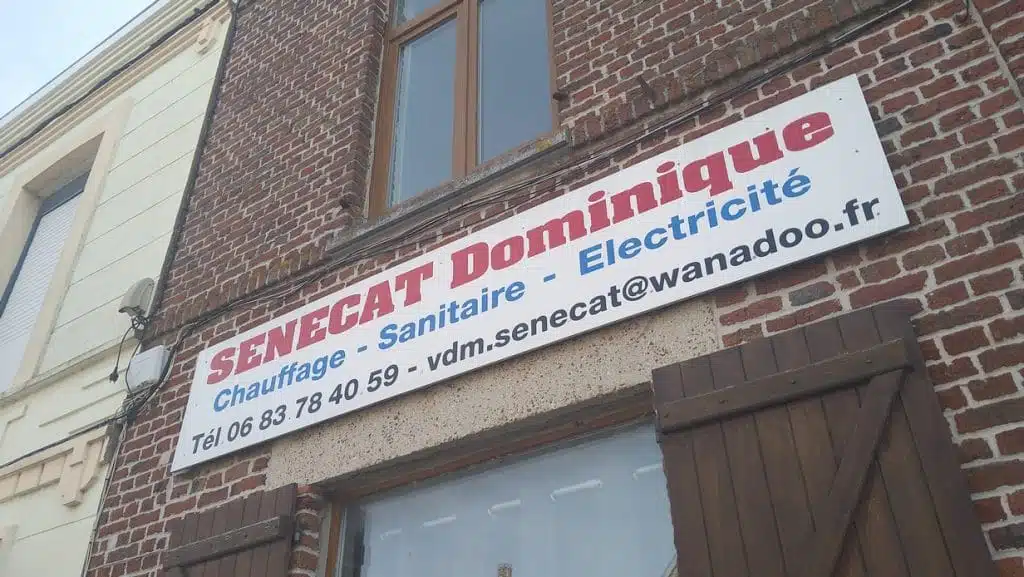 SENECAT Dominique
Chauffage - Sanitaire - Electricité
Tél 06 83 78 40 59 - vdm.senecat@wanadoo.fr